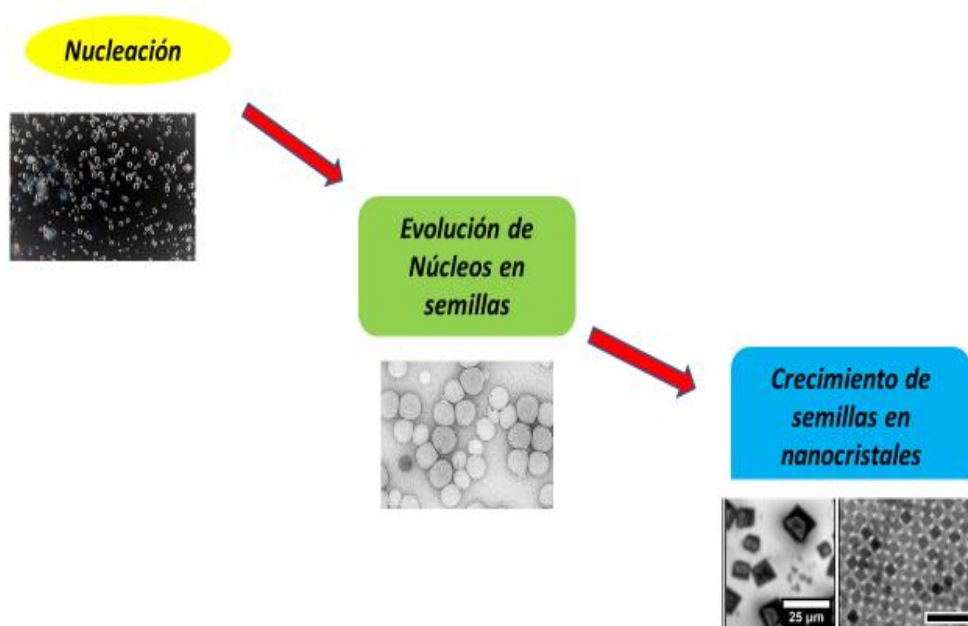 Nucleación
Evolución de
Núcleos en
semillas
Crecimiento de
semillas en
nanocristales
25 µm